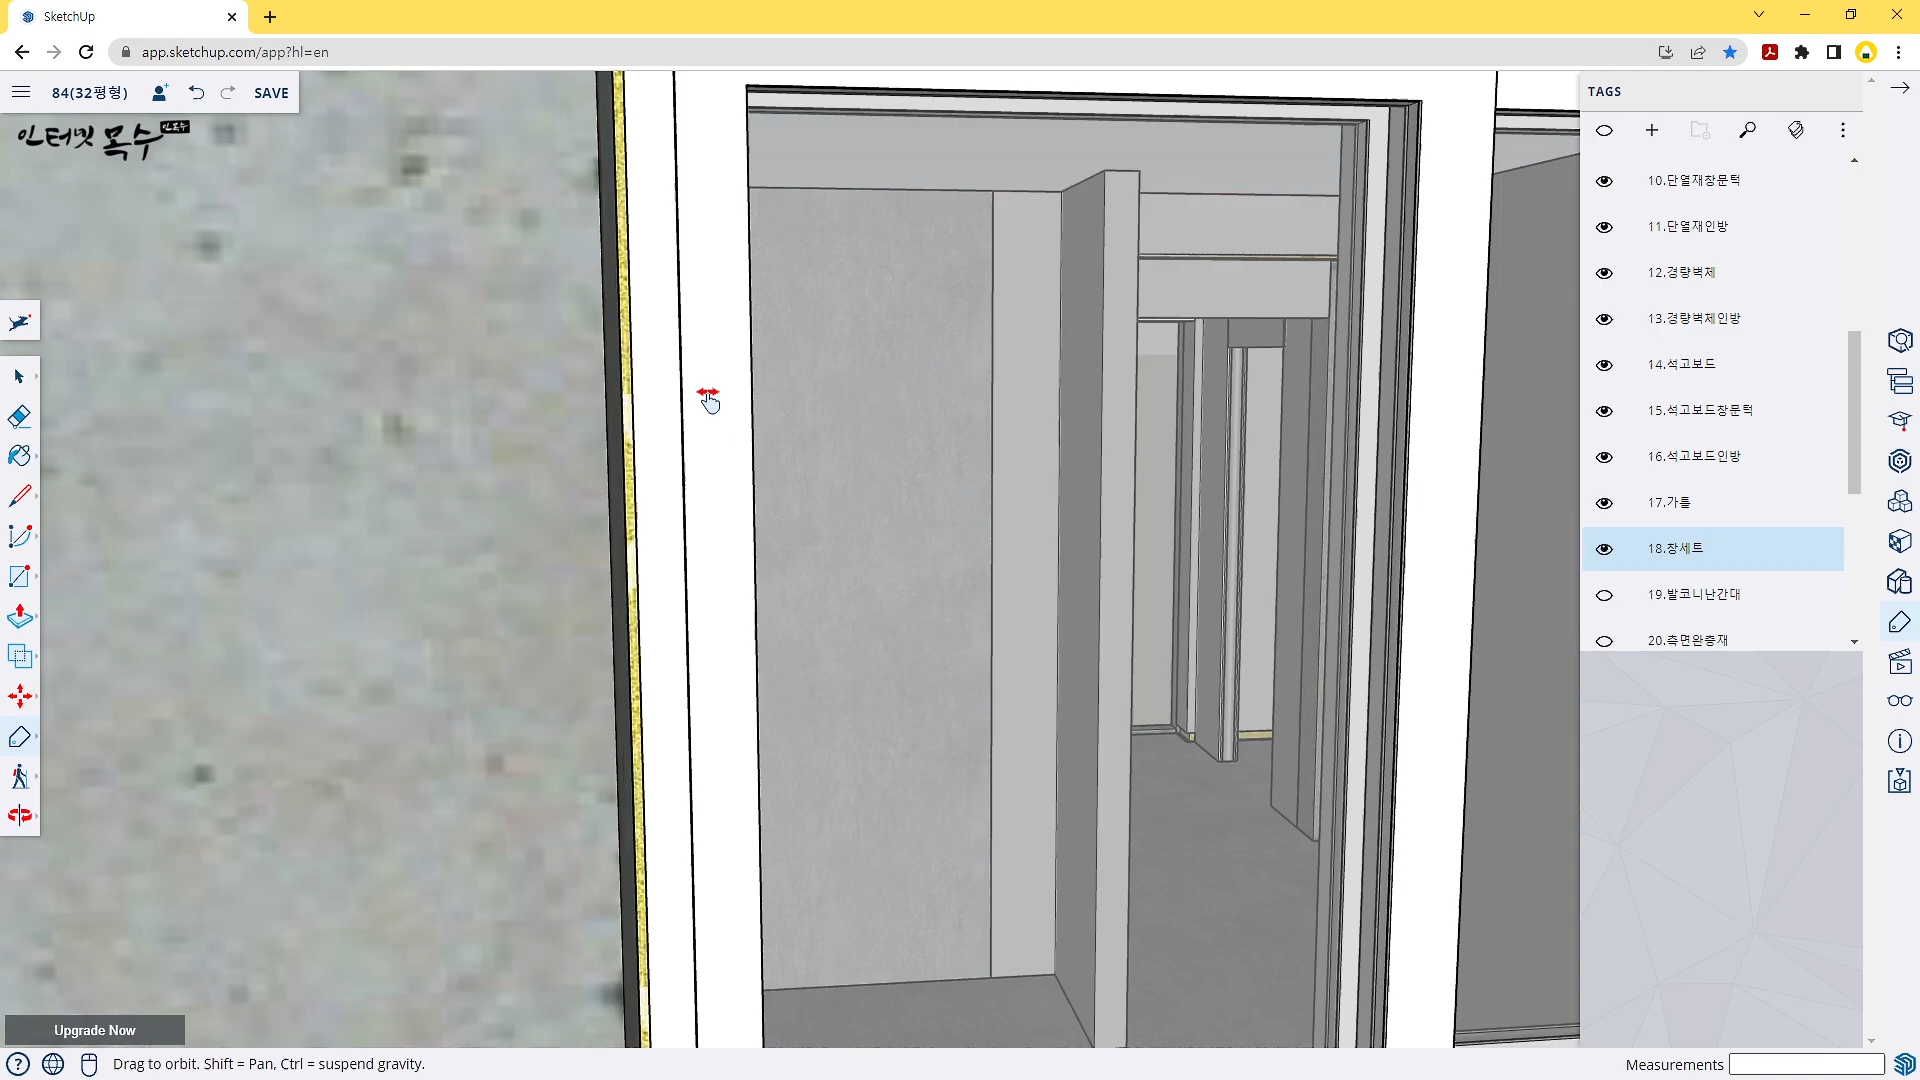 SketchUp
app.sketchup.com/app?hl=en
84(32평형)
SAVE
인터넷 목수
TAGS
10.단열재창문턱
11.단열재인방
12.경량벽체
13.경량벽체인방
14.석고보드
15.석고보드창문턱
16.석고보드인방
17.가틀
18.창세트
19.발코니난간대
20.측면완충재
Upgrade Now
Drag to orbit. Shift = Pan, Ctrl = suspend gravity.
Measurements